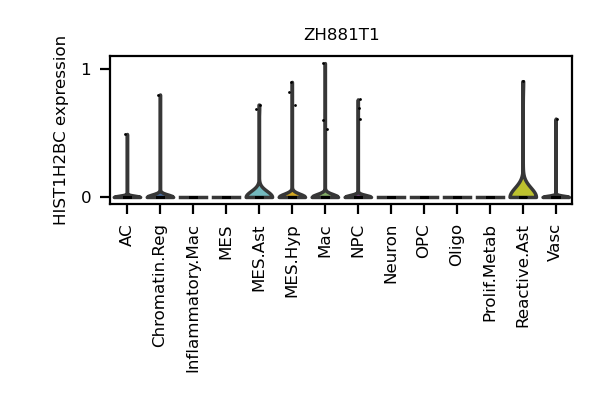 ZH881T1
HIST1H2BC expression
1
0
AC
Chromatin.Reg
Inflammatory.Mac
MES
MES.Ast
MES.Hyp
Mac
NPC
Neuron
OPC
Oligo
Prolif.Metab
Reactive.Ast
Vasc